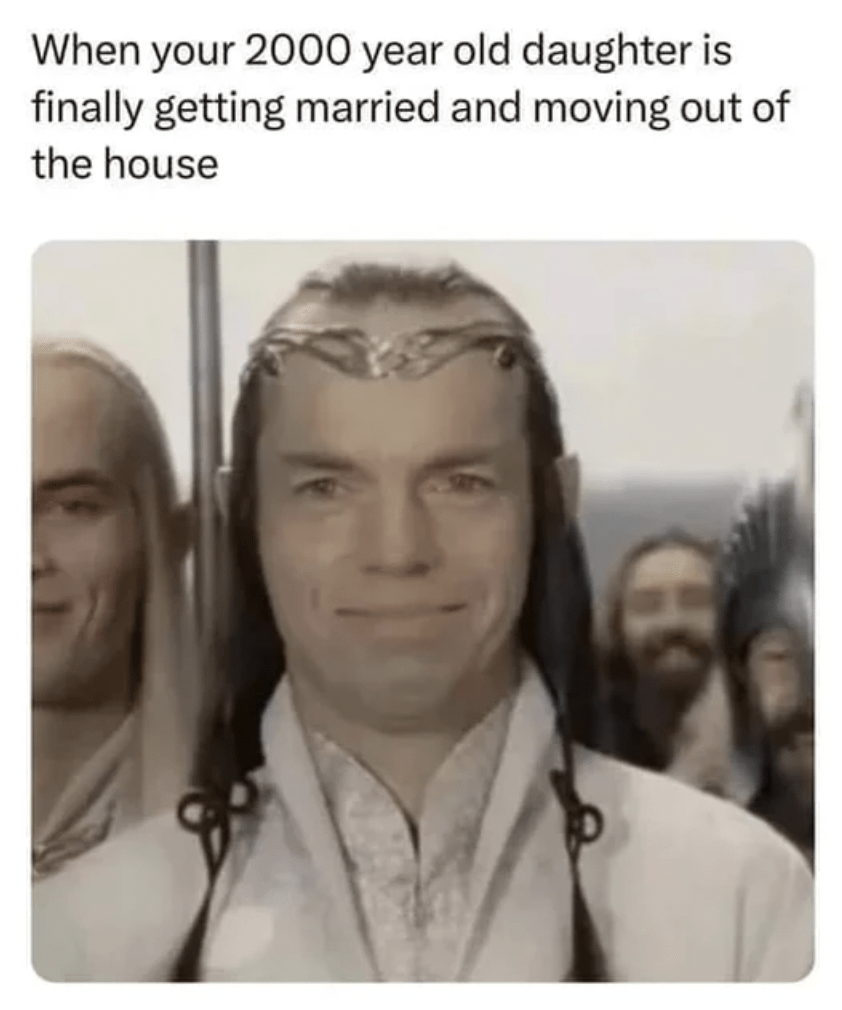 When your 2000 year old daughter is
finally getting married and moving out of
the house